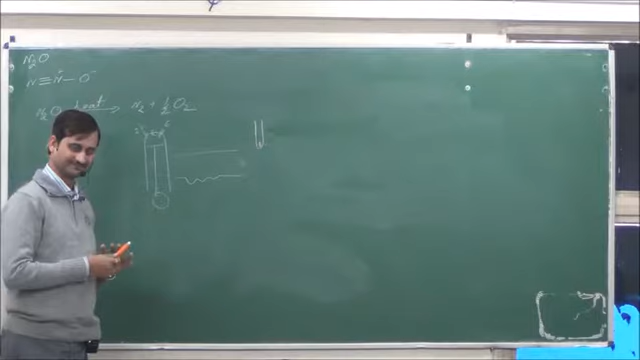 N₂O
N≡N⁺—O⁻
N₂O —heat→ N₂ + ½ O₂